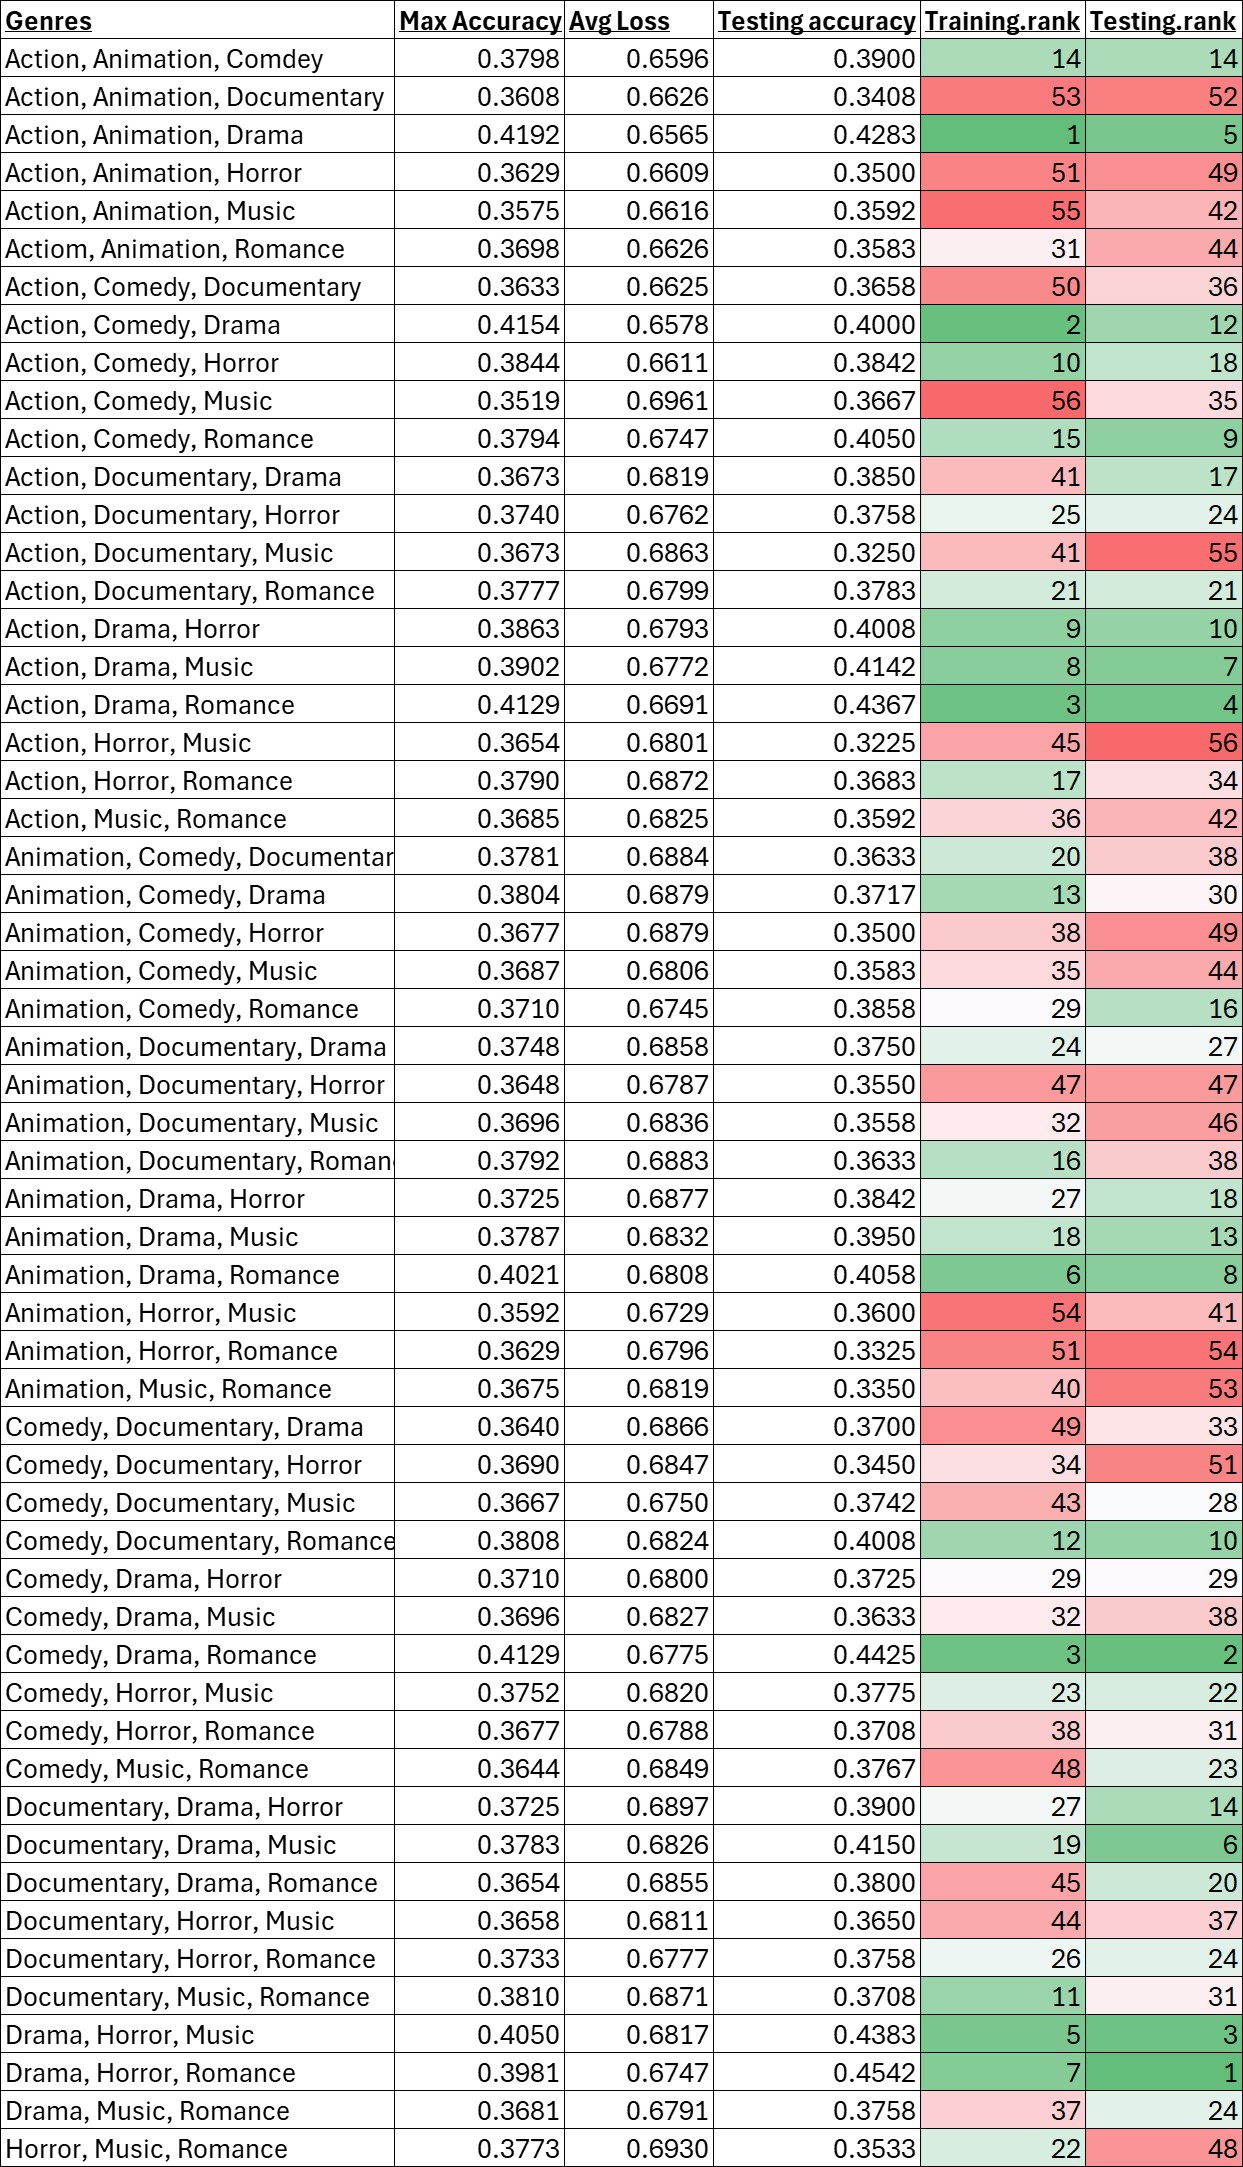 Genres Max Accuracy Avg Loss Testing accuracy Training.rank Testing.rank
Action, Animation, Comdey 0.3798 0.6596 0.3900 14 14
Action, Animation, Documentary 0.3608 0.6626 0.3408 53 52
Action, Animation, Drama 0.4192 0.6565 0.4283 1 5
Action, Animation, Horror 0.3629 0.6609 0.3500 51 49
Action, Animation, Music 0.3575 0.6616 0.3592 55 42
Actiom, Animation, Romance 0.3698 0.6626 0.3583 31 44
Action, Comedy, Documentary 0.3633 0.6625 0.3658 50 36
Action, Comedy, Drama 0.4154 0.6578 0.4000 2 12
Action, Comedy, Horror 0.3844 0.6611 0.3842 10 18
Action, Comedy, Music 0.3519 0.6961 0.3667 56 35
Action, Comedy, Romance 0.3794 0.6747 0.4050 15 9
Action, Documentary, Drama 0.3673 0.6819 0.3850 41 17
Action, Documentary, Horror 0.3740 0.6762 0.3758 25 24
Action, Documentary, Music 0.3673 0.6863 0.3250 41 55
Action, Documentary, Romance 0.3777 0.6799 0.3783 21 21
Action, Drama, Horror 0.3863 0.6793 0.4008 9 10
Action, Drama, Music 0.3902 0.6772 0.4142 8 7
Action, Drama, Romance 0.4129 0.6691 0.4367 3 4
Action, Horror, Music 0.3654 0.6801 0.3225 45 56
Action, Horror, Romance 0.3790 0.6872 0.3683 17 34
Action, Music, Romance 0.3685 0.6825 0.3592 36 42
Animation, Comedy, Documentar 0.3781 0.6884 0.3633 20 38
Animation, Comedy, Drama 0.3804 0.6879 0.3717 13 30
Animation, Comedy, Horror 0.3677 0.6879 0.3500 38 49
Animation, Comedy, Music 0.3687 0.6806 0.3583 35 44
Animation, Comedy, Romance 0.3710 0.6745 0.3858 29 16
Animation, Documentary, Drama 0.3748 0.6858 0.3750 24 27
Animation, Documentary, Horror 0.3648 0.6787 0.3550 47 47
Animation, Documentary, Music 0.3696 0.6836 0.3558 32 46
Animation, Documentary, Romanc 0.3792 0.6883 0.3633 16 38
Animation, Drama, Horror 0.3725 0.6877 0.3842 27 18
Animation, Drama, Music 0.3787 0.6832 0.3950 18 13
Animation, Drama, Romance 0.4021 0.6808 0.4058 6 8
Animation, Horror, Music 0.3592 0.6729 0.3600 54 41
Animation, Horror, Romance 0.3629 0.6796 0.3325 51 54
Animation, Music, Romance 0.3675 0.6819 0.3350 40 53
Comedy, Documentary, Drama 0.3640 0.6866 0.3700 49 33
Comedy, Documentary, Horror 0.3690 0.6847 0.3450 34 51
Comedy, Documentary, Music 0.3667 0.6750 0.3742 43 28
Comedy, Documentary, Romance 0.3808 0.6824 0.4008 12 10
Comedy, Drama, Horror 0.3710 0.6800 0.3725 29 29
Comedy, Drama, Music 0.3696 0.6827 0.3633 32 38
Comedy, Drama, Romance 0.4129 0.6775 0.4425 3 2
Comedy, Horror, Music 0.3752 0.6820 0.3775 23 22
Comedy, Horror, Romance 0.3677 0.6788 0.3708 38 31
Comedy, Music, Romance 0.3644 0.6849 0.3767 48 23
Documentary, Drama, Horror 0.3725 0.6897 0.3900 27 14
Documentary, Drama, Music 0.3783 0.6826 0.4150 19 6
Documentary, Drama, Romance 0.3654 0.6855 0.3800 45 20
Documentary, Horror, Music 0.3658 0.6811 0.3650 44 37
Documentary, Horror, Romance 0.3733 0.6777 0.3758 26 24
Documentary, Music, Romance 0.3810 0.6871 0.3708 11 31
Drama, Horror, Music 0.4050 0.6817 0.4383 5 3
Drama, Horror, Romance 0.3981 0.6747 0.4542 7 1
Drama, Music, Romance 0.3681 0.6791 0.3758 37 24
Horror, Music, Romance 0.3773 0.6930 0.3533 22 48